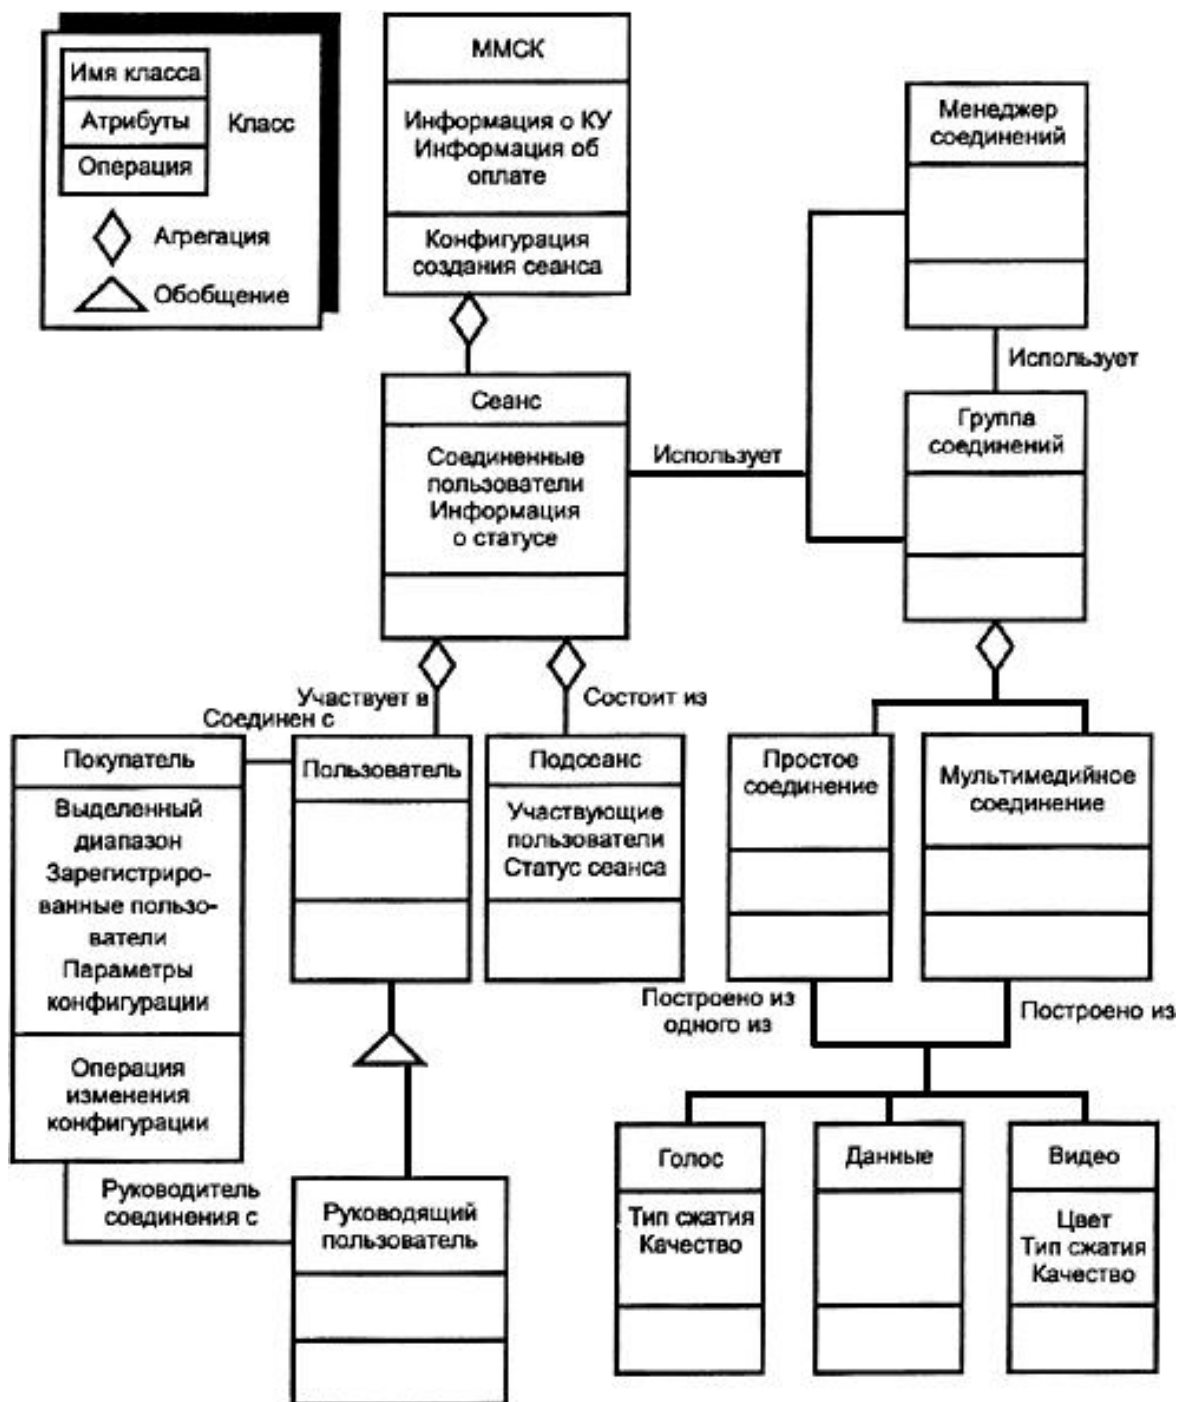 Имя класса
Атрибуты
Операция
Класс
Агрегация
Обобщение
ММСК
Информация о КУ
Информация об
оплате
Конфигурация
создания сеанса
Менеджер
соединений
Использует
Группа
соединений
Сеанс
Соединенные
пользователи
Информация
о статусе
Использует
Участвует в
Состоит из
Соединен с
Покупатель
Выделенный
диапазон
Зарегистриро-
ванные пользо-
ватели
Параметры
конфигурации
Операция
изменения
конфигурации
Пользователь
Подсеанс
Участвующие
пользователи
Статус сеанса
Простое
соединение
Мультимедийное
соединение
Построено из
одного из
Построено из
Руководитель
соединения с
Руководящий
пользователь
Голос
Тип сжатия
Качество
Данные
Видео
Цвет
Тип сжатия
Качество